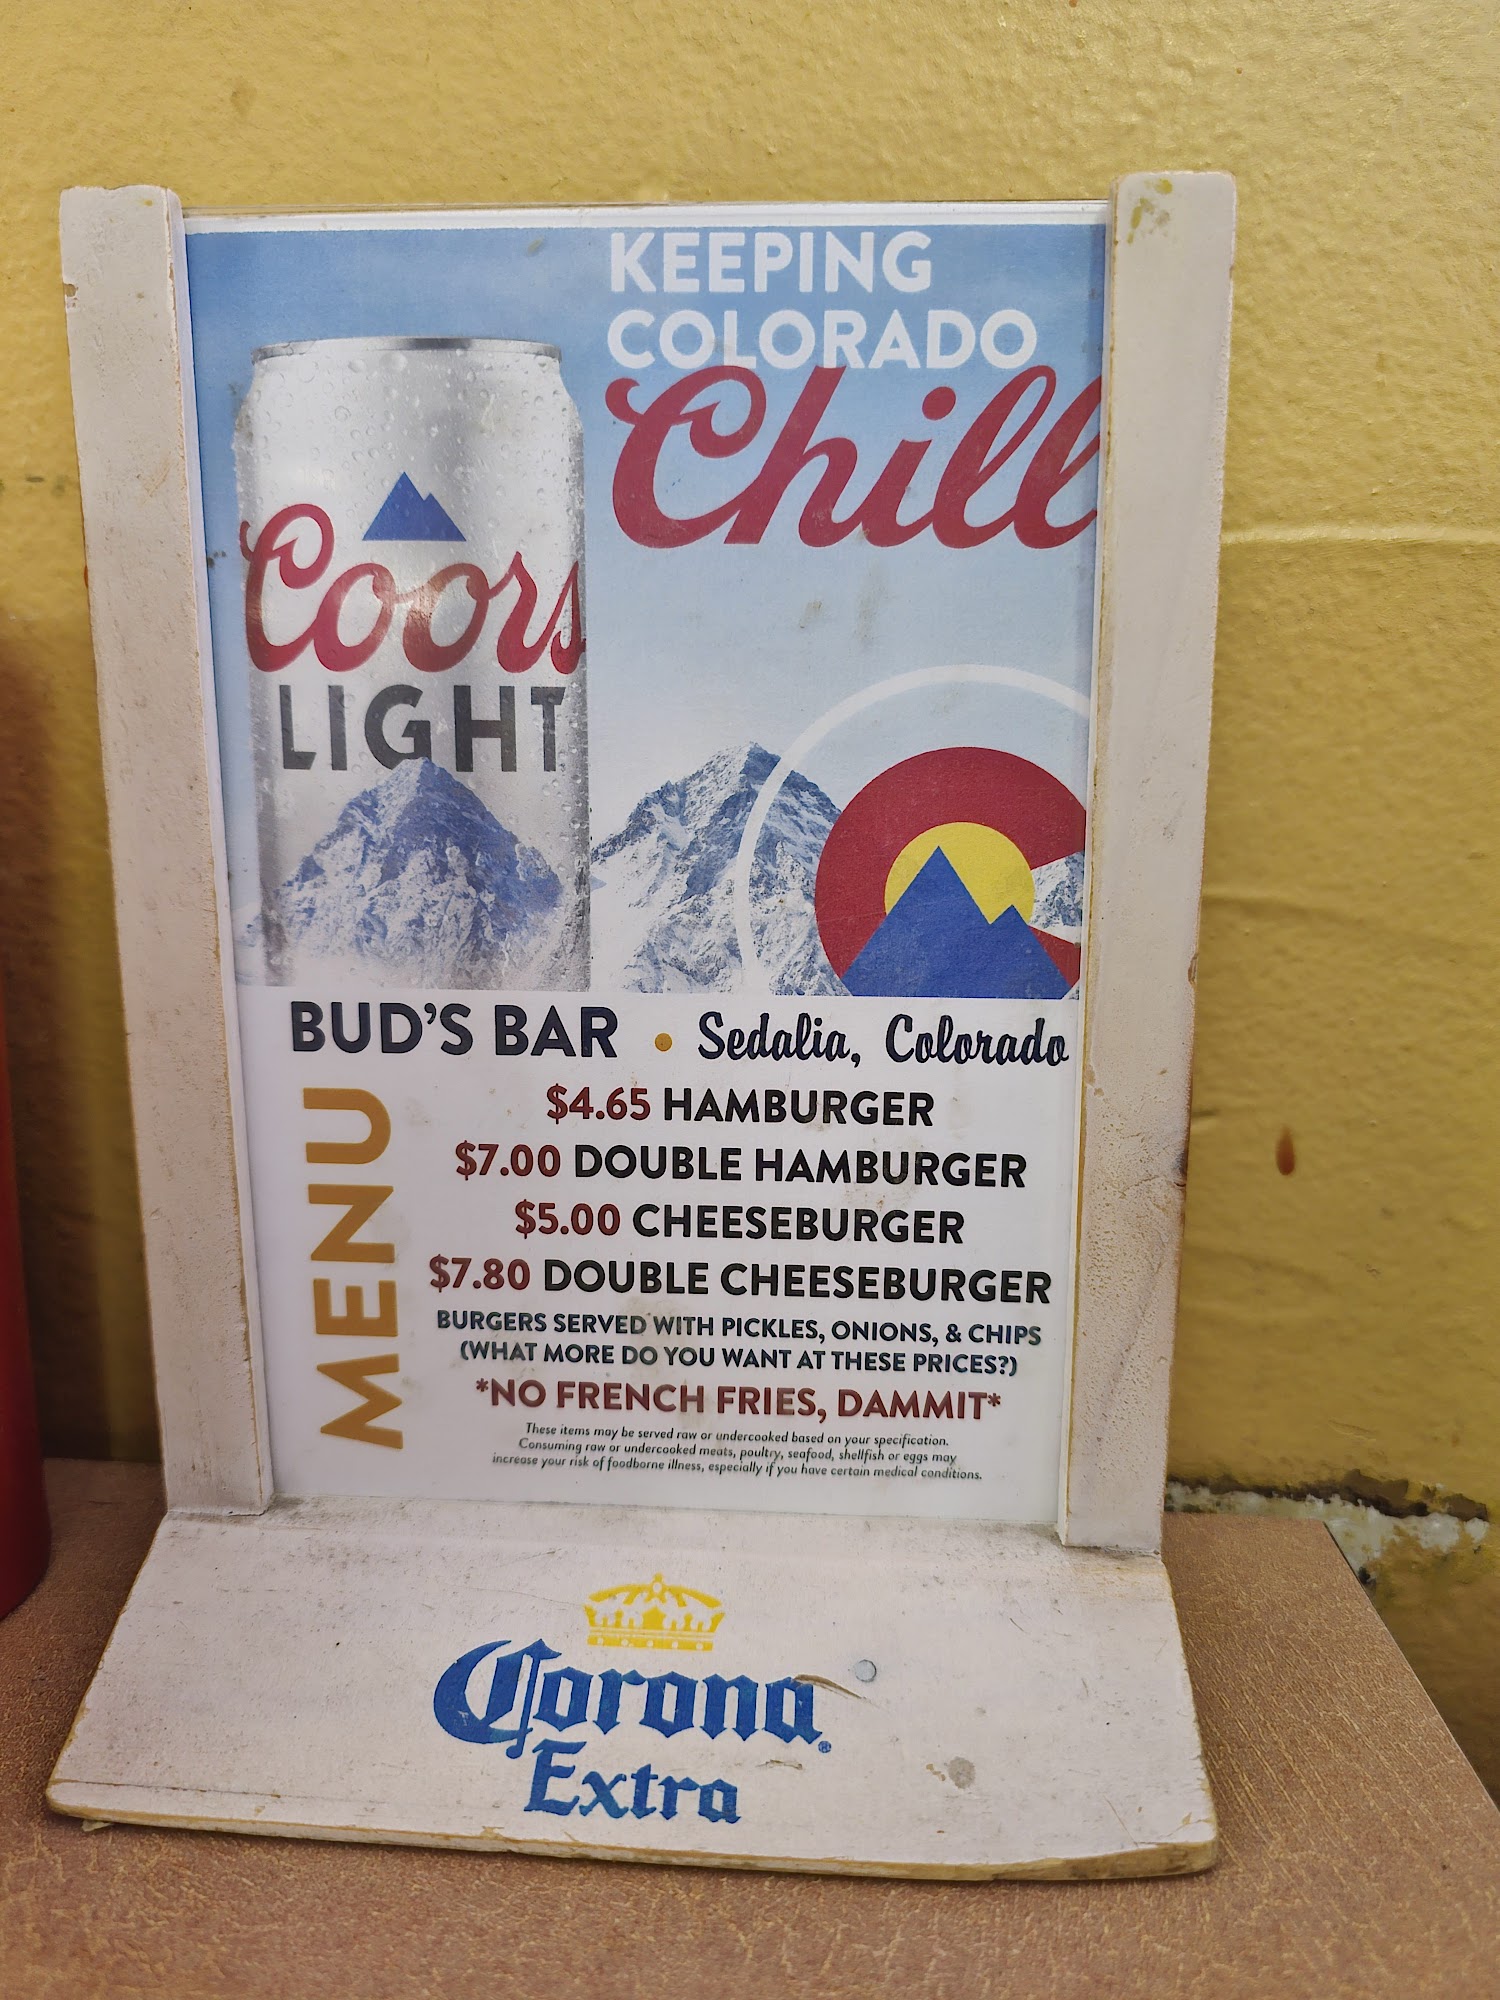 KEEPING
COLORADO
Chill
Coors
LIGHT
BUD'S BAR • Sedalia, Colorado
MENU
$4.65 HAMBURGER
$7.00 DOUBLE HAMBURGER
$5.00 CHEESEBURGER
$7.80 DOUBLE CHEESEBURGER
BURGERS SERVED WITH PICKLES, ONIONS, & CHIPS
(WHAT MORE DO YOU WANT AT THESE PRICES?)
*NO FRENCH FRIES, DAMMIT*
These items may be served raw or undercooked based on your specification.
Consuming raw or undercooked meats, poultry, seafood, shellfish or eggs may
increase your risk of foodborne illness, especially if you have certain medical conditions.
Corona®
Extra